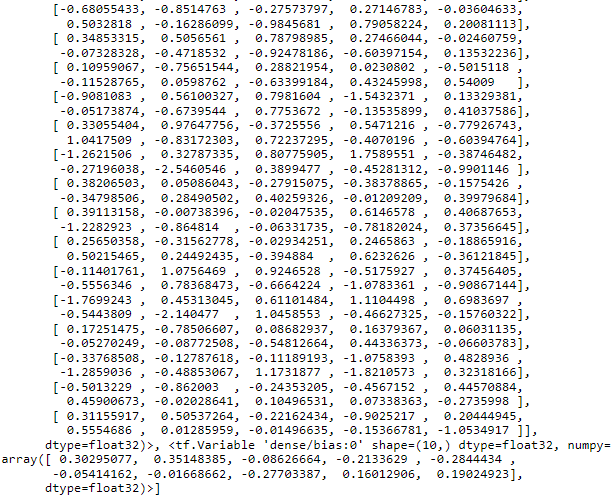 [-0.68055433, -0.8514763 , -0.27573797, 0.27146783, -0.03604633,
0.5032818 , -0.16286099, -0.9845681 , 0.79058224, 0.20081113],
[ 0.34853315, 0.5056561 , 0.78798985, 0.27466044, -0.02460759,
-0.07328328, -0.4718532 , -0.92478186, -0.60397154, 0.13532236],
[ 0.10959067, -0.75651544, 0.28821954, 0.0230802 , -0.5015118 ,
-0.11528765, 0.0598762 , -0.63399184, 0.43245998, 0.54009 ],
[-0.9081083 , 0.56100327, 0.7981604 , -1.5432371 , 0.13329381,
-0.05173874, -0.6739544 , 0.7753672 , -0.13535899, 0.41037586],
[ 0.33055404, 0.97647756, -0.3725556 , 0.5471216 , -0.77926743,
1.0417509 , -0.83172303, 0.72237295, -0.4070196 , -0.60394764],
[-1.2621506 , 0.32787335, 0.80775905, 1.7589551 , -0.38746482,
-0.27196038, -2.5460546 , 0.3899477 , -0.45281312, -0.9901146 ],
[ 0.38206503, 0.05086043, -0.27915075, -0.38378865, -0.1575426 ,
-0.34798506, 0.28490502, 0.40259326, -0.01209209, 0.39979684],
[ 0.39113158, -0.00738396, -0.02047535, 0.6146578 , 0.40687653,
-1.2282923 , -0.864814 , -0.06331735, -0.78182024, 0.37356645],
[ 0.25650358, -0.31562778, -0.02934251, 0.2465863 , -0.18865916,
0.50215465, 0.24492435, -0.394884 , 0.6232626 , -0.36121845],
[-0.11401761, 1.0756469 , 0.9246528 , -0.5175927 , 0.37456405,
-0.5556346 , 0.78368473, -0.6664224 , -1.0783361 , -0.90867144],
[-1.7699243 , 0.45313045, 0.61101484, 1.1104498 , 0.6983697 ,
-0.5443809 , -2.140477 , 1.0458553 , -0.46627325, -0.15760322],
[ 0.17251475, -0.78506607, 0.08682937, 0.16379367, 0.06031135,
-0.05270249, -0.08772508, -0.54812664, 0.44336373, -0.06603783],
[-0.33768508, -0.12787618, -0.11189193, -1.0758393 , 0.4828936 ,
-1.2859036 , -0.48853067, 1.1731877 , -1.8210573 , 0.32318166],
[-0.5013229 , -0.862003 , -0.24353205, -0.4567152 , 0.44570884,
0.45900673, -0.02028641, 0.10496531, 0.07338363, -0.2735998 ],
[ 0.31155917, 0.50537264, -0.22162434, -0.9025217 , 0.20444945,
0.5554686 , 0.01285959, -0.01496635, -0.15366781, -1.0534917 ]],
dtype=float32)>, <tf.Variable 'dense/bias:0' shape=(10,) dtype=float32, numpy=
array([ 0.30295077, 0.35148385, -0.08626664, -0.2133629 , -0.2844434 ,
-0.05414162, -0.01668662, -0.27703387, 0.16012906, 0.19024923],
dtype=float32)>]